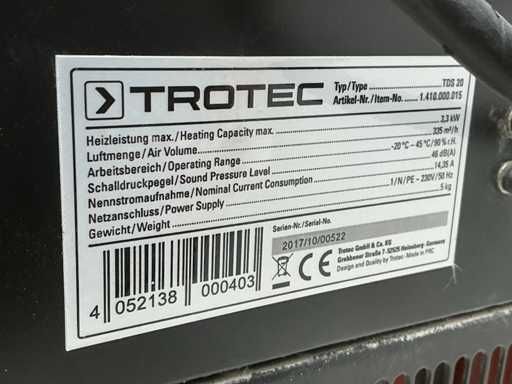 TROTEC
Typ/Type TDS 20
Artikel-Nr./Item-No. 1.410.000.015
Heizleistung max./Heating Capacity max. 3,3 kW
Luftmenge/Air Volume 335 m³/h
Arbeitsbereich/Operating Range -20°C – 45°C/90% r.H.
Schalldruckpegel/Sound Pressure Level 46 dB(A)
Nennstromaufnahme/Nominal Current Consumption 14,35 A
Netzanschluss/Power Supply 1/N/PE~230V/50 Hz
Gewicht/Weight 5 kg
Serien-Nr./Serial-No.
2017/10/00522
Trotec GmbH & Co. KG
Grebbener Straße 7·52525 Heinsberg·Germany
Design and Quality by Trotec·Made in PRC
CE
4 052138 000403